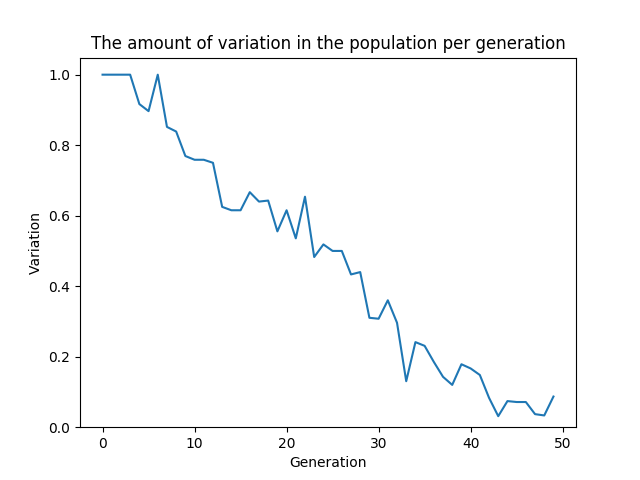 The amount of variation in the population per generation
1.0
0.8
0.6
0.4
0.2
0.0
Variation
0 10 20 30 40 50
Generation